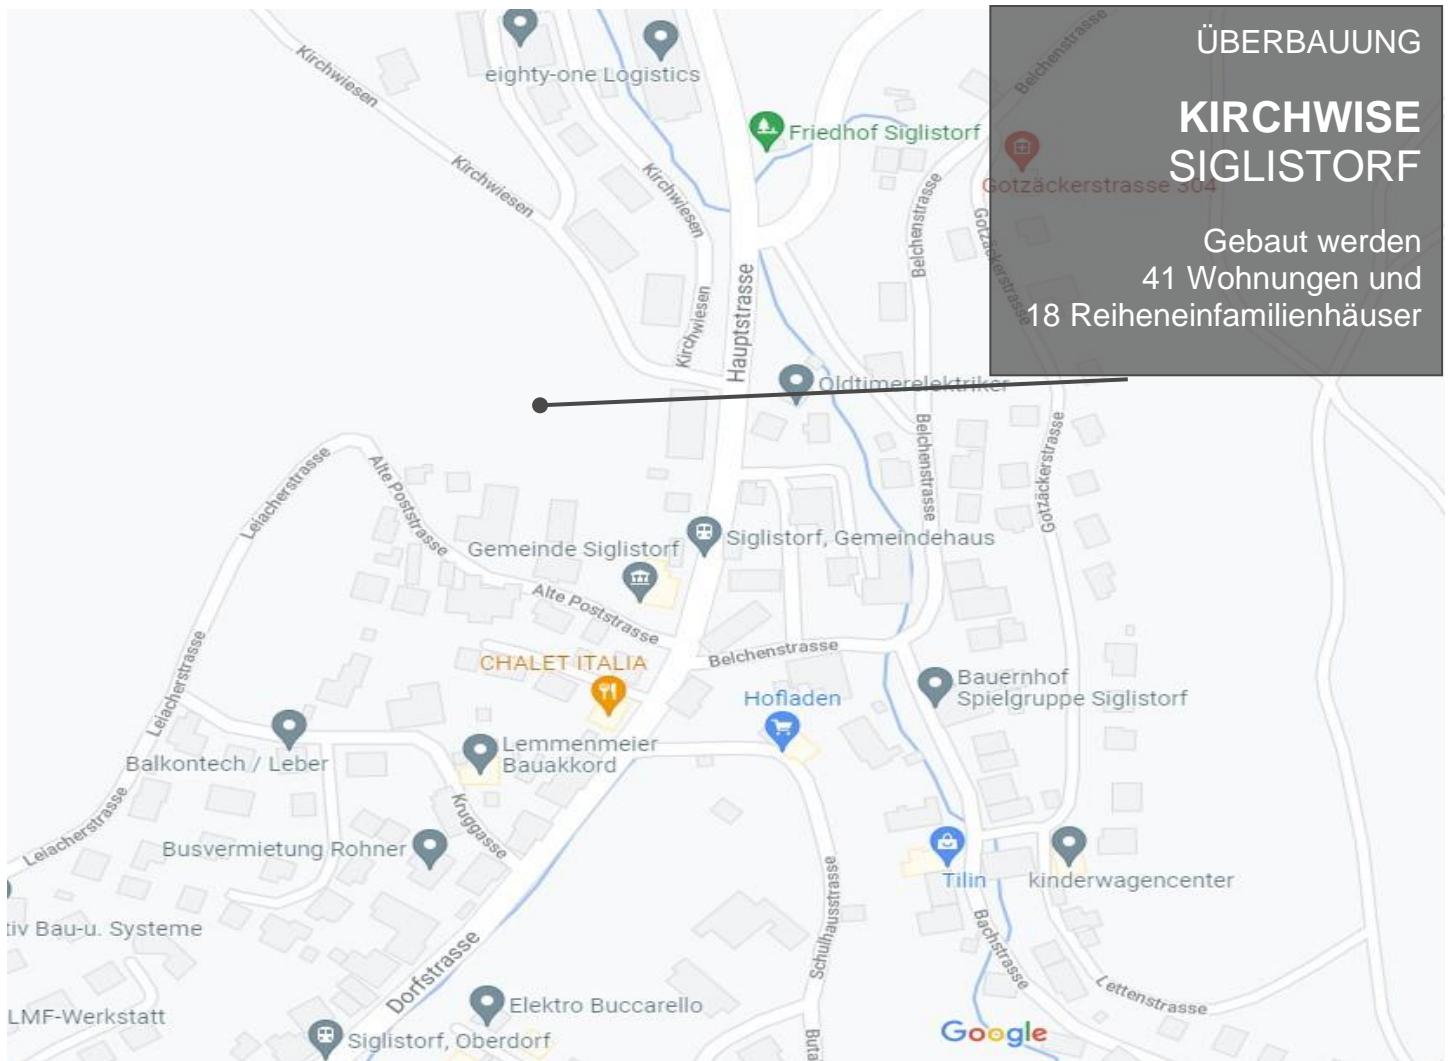 ÜBERBAUUNG
KIRCHWISE
SIGLISTORF
Gebaut werden
41 Wohnungen und
18 Reiheneinfamilienhäuser
Kirchwiesen
eighty-one Logistics
Belchenstrasse
Friedhof Siglistorf
Kirchwiesen
Kirchwiesen
Gotzäckerstrasse 304
Belchenstrasse
Gotzäckerstrasse
Hauptstrasse
Kirchwiesen
Oldtimerelektriker
Leiacherstrasse
Alte Poststrasse
Belchenstrasse
Gotzäckerstrasse
Siglistorf, Gemeindehaus
Gemeinde Siglistorf
Alte Poststrasse
Belchenstrasse
Leiacherstrasse
CHALET ITALIA
Hofladen
Bauernhof
Spielgruppe Siglistorf
Lemmenmeier
Bauakkord
Balkontech / Leber
Kruggasse
Leiacherstrasse
Busvermietung Rohner
Tilin
kinderwagencenter
Schulhausstrasse
tiv Bau-u. Systeme
Dorfstrasse
Bachstrasse
Lettenstrasse
LMF-Werkstatt
Elektro Buccarello
Siglistorf, Oberdorf
Buta
Google